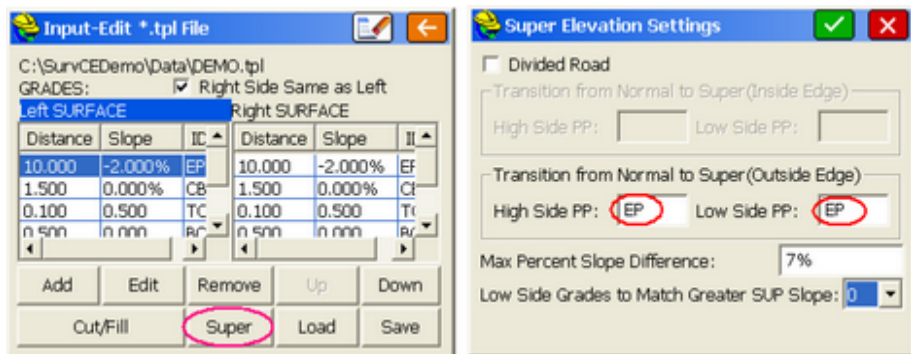 Input-Edit *.tpl File
C:\SurvCEDemo\Data\DEMO.tpl
GRADES: Right Side Same as Left
Left SURFACE Right SURFACE
Distance Slope Distance Slope
10.000 -2.000% EP 10.000 -2.000% EP
1.500 0.000% CB 1.500 0.000%
0.100 0.500 TC 0.100 0.500
0.500 0.000 BC 0.500 0.000
Add Edit Remove Up Down
Cut/Fill Super Load Save
Super Elevation Settings
Divided Road
Transition from Normal to Super(Inside Edge)
High Side PP: Low Side PP:
Transition from Normal to Super(Outside Edge)
High Side PP: EP Low Side PP: EP
Max Percent Slope Difference: 7%
Low Side Grades to Match Greater SUP Slope: 0